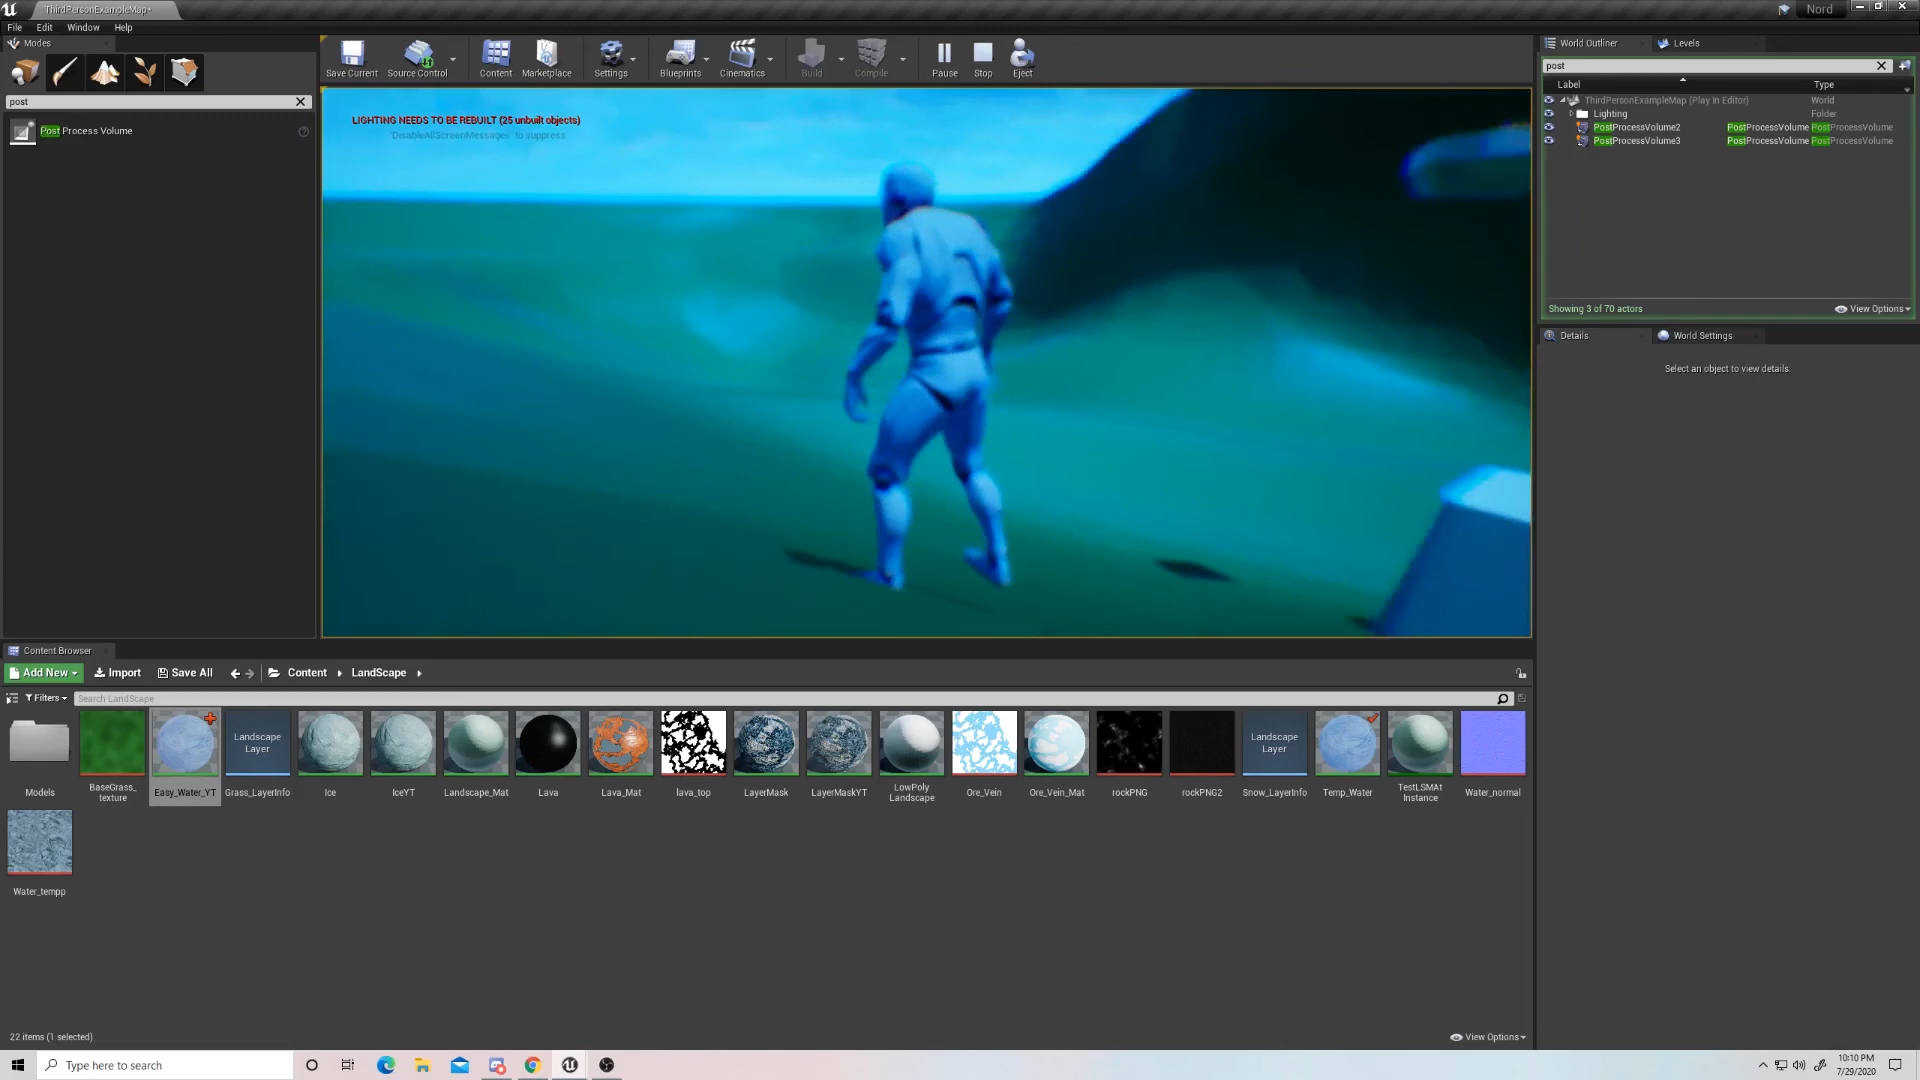 ThirdPersonExampleMap*
Nord
File Edit Window Help
Modes
post
Post Process Volume
Save Current
Source Control
Content
Marketplace
Settings
Blueprints
Cinematics
Build
Compile
Pause
Stop
Eject
LIGHTING NEEDS TO BE REBUILT (25 unbuilt objects)
'DisableAllScreenMessages' to suppress
World Outliner
Levels
post
Label Type
ThirdPersonExampleMap (Play In Editor) World
Lighting Folder
PostProcessVolume2 PostProcessVolume PostProcessVolume
PostProcessVolume3 PostProcessVolume PostProcessVolume
Showing 3 of 70 actors
View Options
Details
World Settings
Select an object to view details.
Content Browser
Add New
Import
Save All
Content
LandScape
Filters
Search LandScape
Landscape
Layer
Landscape
Layer
Models
BaseGrass_
texture
Easy_Water_YT
Grass_LayerInfo
Ice
IceYT
Landscape_Mat
Lava
Lava_Mat
lava_top
LayerMask
LayerMaskYT
LowPoly
Landscape
Ore_Vein
Ore_Vein_Mat
rockPNG
rockPNG2
Snow_LayerInfo
Temp_Water
TestLSMAt
Instance
Water_normal
Water_tempp
22 items (1 selected)
View Options
Type here to search
10:10 PM
7/29/2020